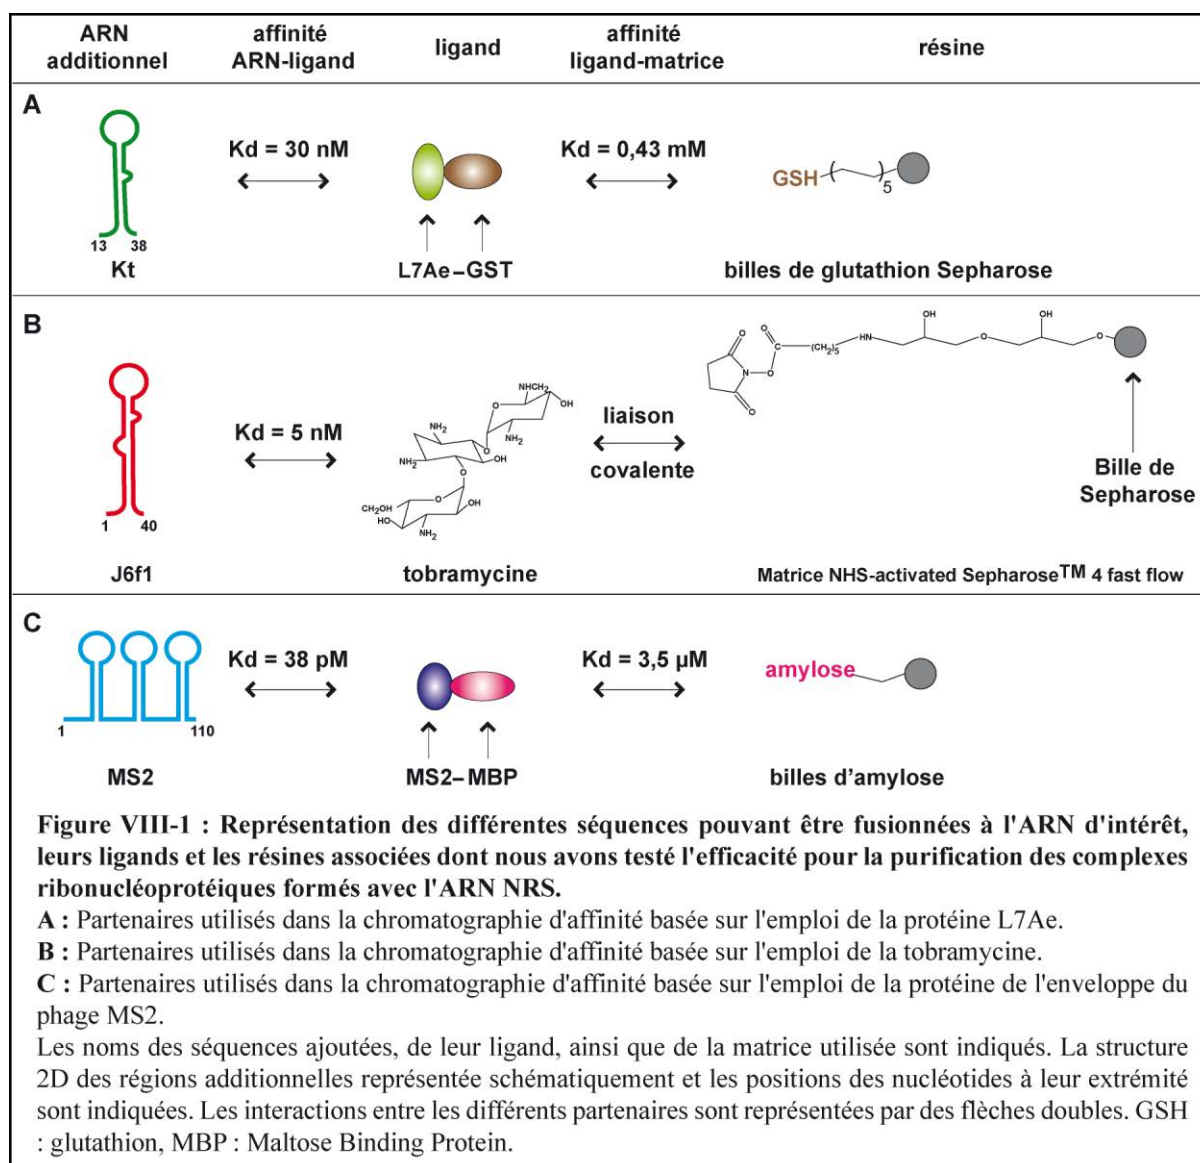 ARN additionnel
affinité ARN-ligand
ligand
affinité ligand-matrice
résine
A
Kd = 30 nM
Kd = 0,43 mM
GSH
5
13 38
Kt
L7Ae–GST
billes de glutathion Sepharose
B
Kd = 5 nM
liaison
covalente
NHCH2
O
OH
NH2
O
NH2
NH2
OH
O
O
CH2OH
HO
OH
NH2
O
O
N
O
O
C
(CH2)5
HN
OH
O
OH
O
Bille de
Sepharose
1 40
J6f1
tobramycine
Matrice NHS-activated Sepharose™ 4 fast flow
C
Kd = 38 pM
Kd = 3,5 µM
amylose
1 110
MS2
MS2–MBP
billes d'amylose
Figure VIII-1 : Représentation des différentes séquences pouvant être fusionnées à l'ARN d'intérêt,
leurs ligands et les résines associées dont nous avons testé l'efficacité pour la purification des complexes
ribonucléoprotéiques formés avec l'ARN NRS.
A : Partenaires utilisés dans la chromatographie d'affinité basée sur l'emploi de la protéine L7Ae.
B : Partenaires utilisés dans la chromatographie d'affinité basée sur l'emploi de la tobramycine.
C : Partenaires utilisés dans la chromatographie d'affinité basée sur l'emploi de la protéine de l'enveloppe du
phage MS2.
Les noms des séquences ajoutées, de leur ligand, ainsi que de la matrice utilisée sont indiqués. La structure
2D des régions additionnelles représentée schématiquement et les positions des nucléotides à leur extrémité
sont indiquées. Les interactions entre les différents partenaires sont représentées par des flèches doubles. GSH
: glutathion, MBP : Maltose Binding Protein.